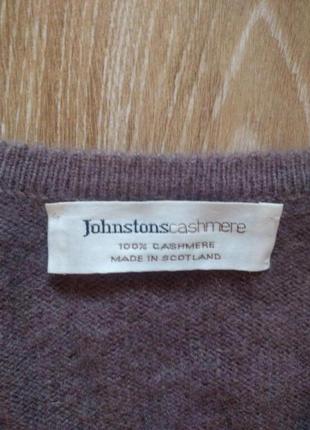 Johnstonscashmere
100% CASHMERE
MADE IN SCOTLAND